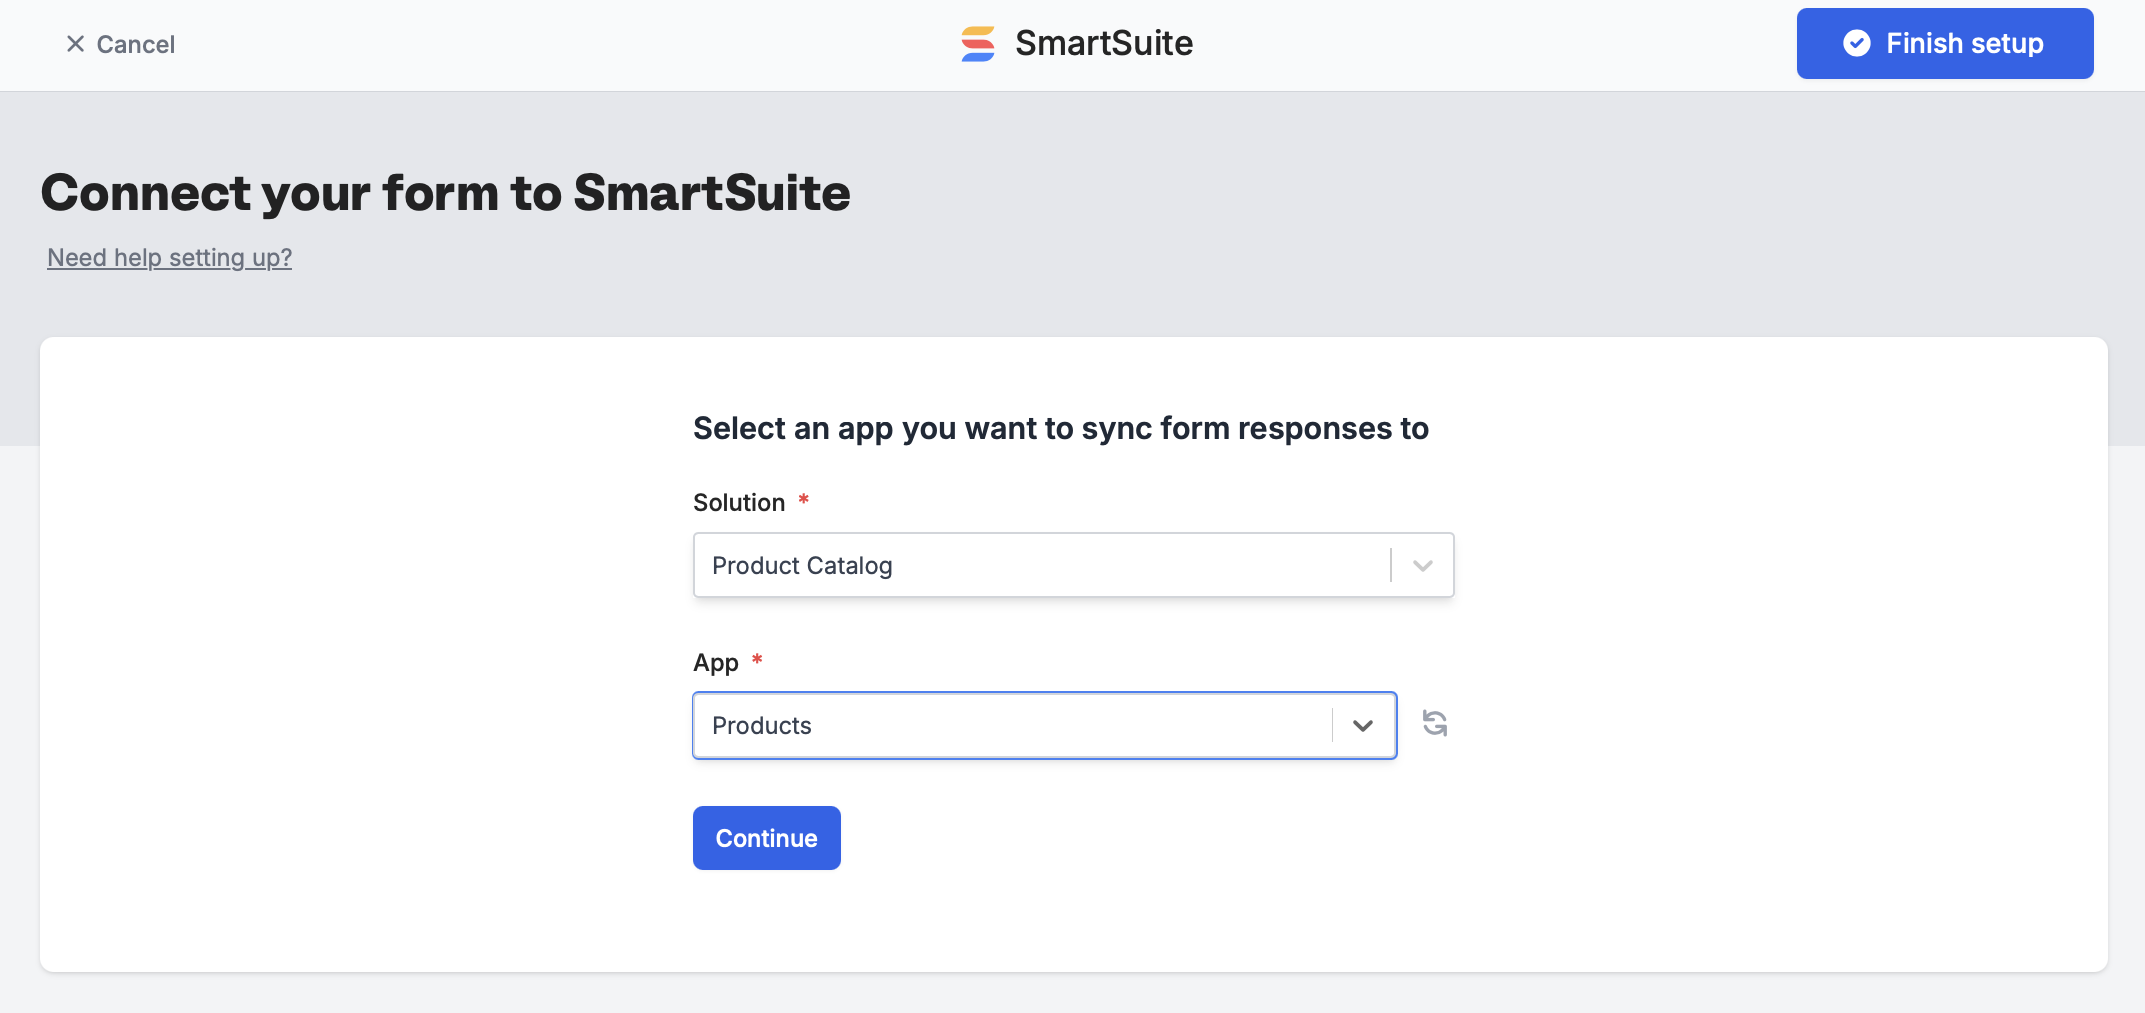 Cancel
SmartSuite
Finish setup
Connect your form to SmartSuite
Need help setting up?
Select an app you want to sync form responses to
Solution *
Product Catalog
App *
Products
Continue